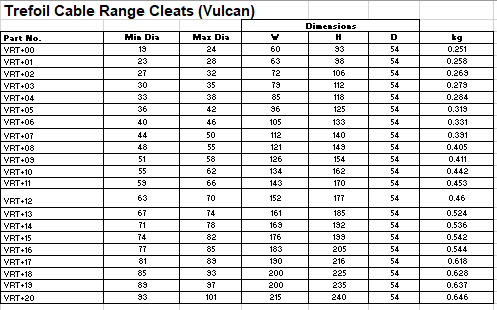 Trefoil Cable Range Cleats (Vulcan)
Dimensions
Part No. Min Dia Max Dia W H D kg
VRT+00 19 24 60 93 54 0.251
VRT+01 23 28 63 98 54 0.258
VRT+02 27 32 72 106 54 0.269
VRT+03 30 35 79 112 54 0.279
VRT+04 33 38 85 118 54 0.284
VRT+05 36 42 96 125 54 0.319
VRT+06 40 46 105 133 54 0.331
VRT+07 44 50 112 140 54 0.391
VRT+08 48 55 121 149 54 0.405
VRT+09 51 58 126 154 54 0.411
VRT+10 55 62 134 162 54 0.442
VRT+11 59 66 143 170 54 0.453
VRT+12 63 70 152 177 54 0.46
VRT+13 67 74 161 185 54 0.524
VRT+14 71 78 169 192 54 0.536
VRT+15 74 82 176 199 54 0.542
VRT+16 77 85 183 205 54 0.544
VRT+17 81 89 190 216 54 0.618
VRT+18 85 93 200 225 54 0.628
VRT+19 89 97 200 235 54 0.637
VRT+20 93 101 215 240 54 0.646